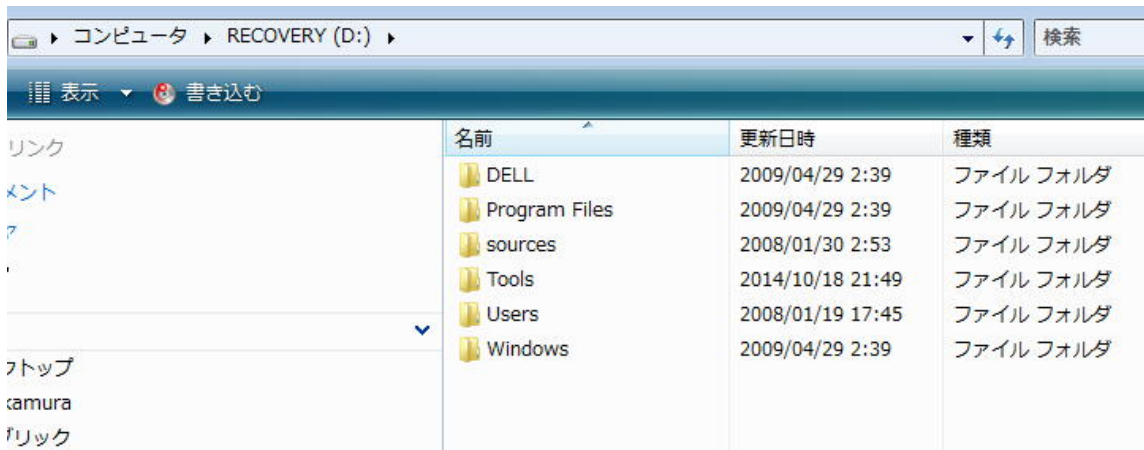 コンピュータ RECOVERY (D:) 検索
表示 書き込む
リンク
メント
ァ
クトップ
kamura
ブリック
名前 更新日時 種類
DELL 2009/04/29 2:39 ファイル フォルダ
Program Files 2009/04/29 2:39 ファイル フォルダ
sources 2008/01/30 2:53 ファイル フォルダ
Tools 2014/10/18 21:49 ファイル フォルダ
Users 2008/01/19 17:45 ファイル フォルダ
Windows 2009/04/29 2:39 ファイル フォルダ